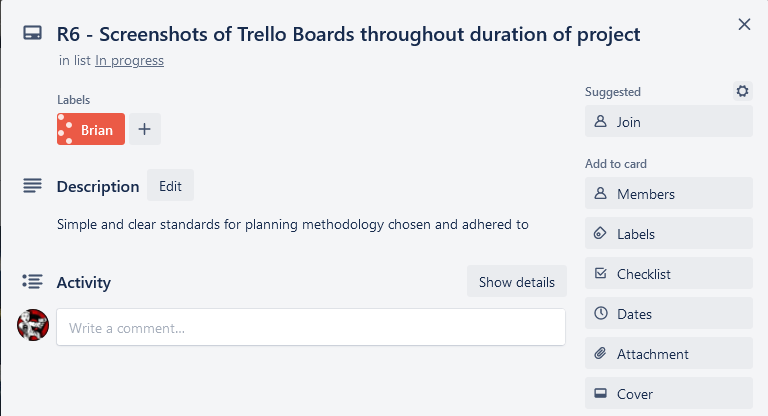 R6 - Screenshots of Trello Boards throughout duration of project
in list In progress
Labels
Brian
Description
Edit
Simple and clear standards for planning methodology chosen and adhered to
Activity
Show details
Write a comment...
Suggested
Join
Add to card
Members
Labels
Checklist
Dates
Attachment
Cover